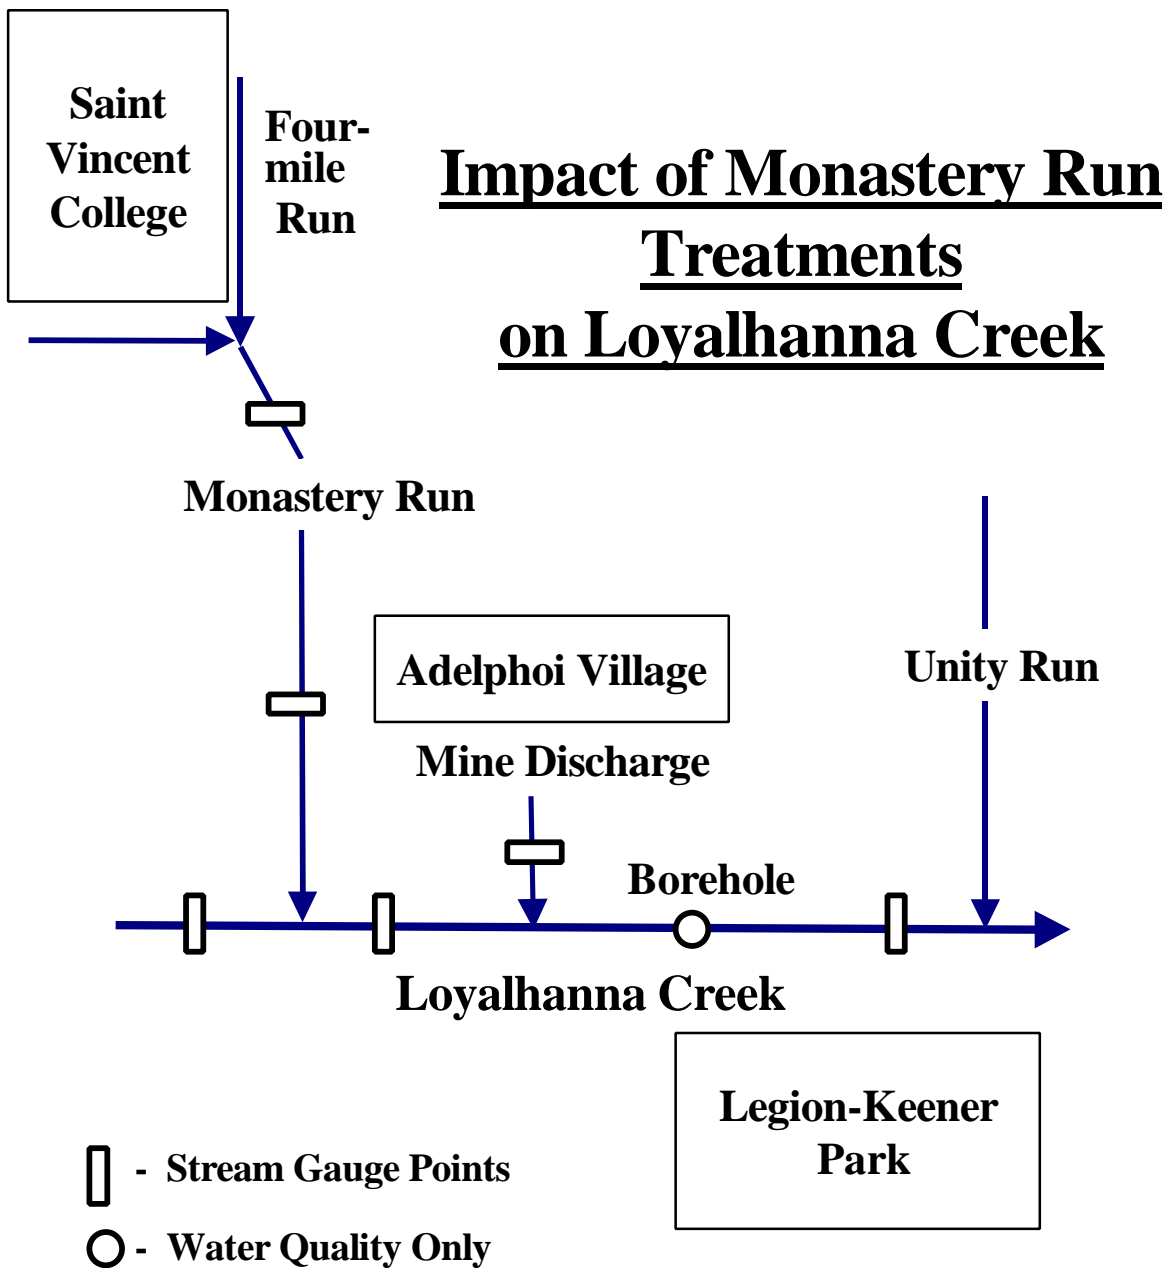 Saint
Vincent
College
Four-
mile
Run
Impact of Monastery Run
Treatments
on Loyalhanna Creek
Monastery Run
Adelphoi Village
Unity Run
Mine Discharge
Borehole
Loyalhanna Creek
Legion-Keener
Park
- Stream Gauge Points
- Water Quality Only